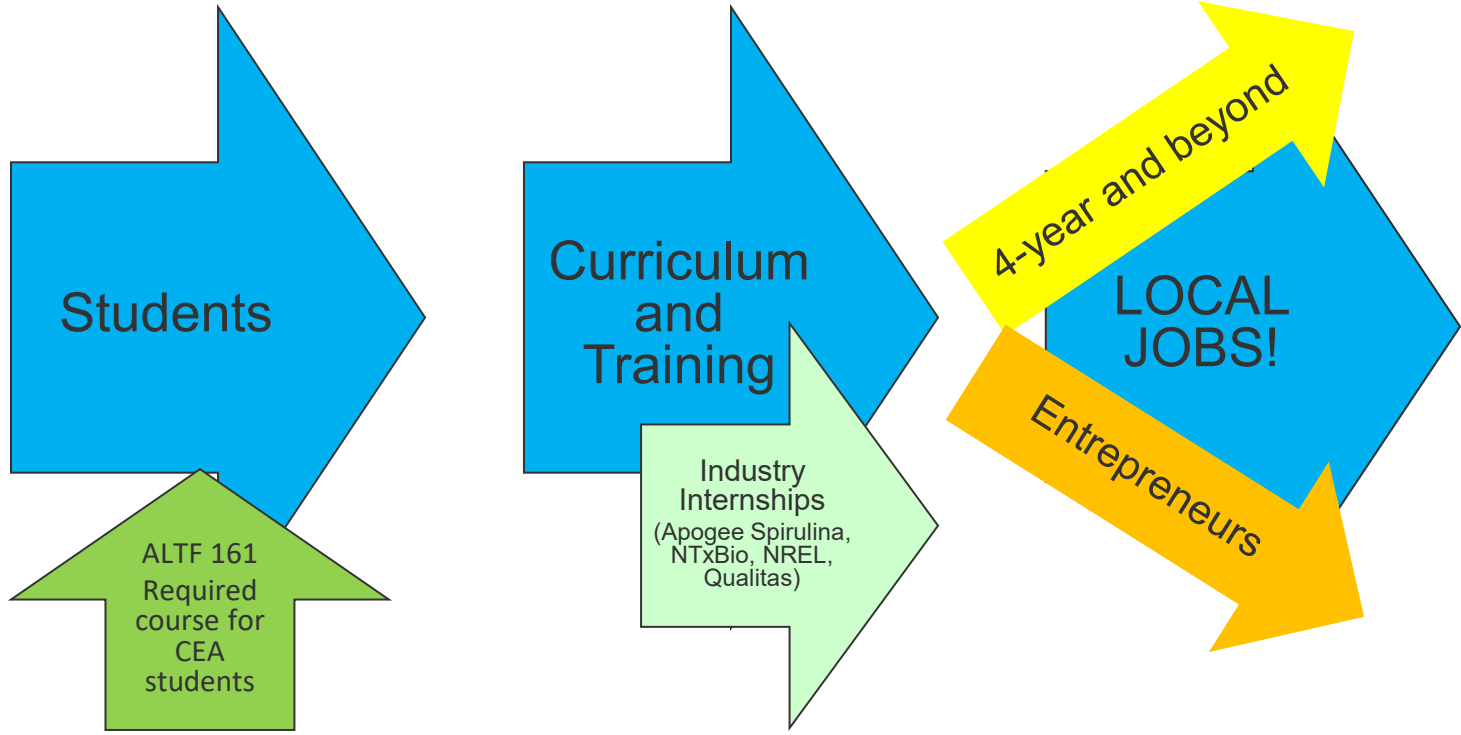 Students
ALTF 161
Required
course for
CEA
students
Curriculum
and
Training
Industry
Internships
(Apogee Spirulina,
NTxBio, NREL,
Qualitas)
4-year and beyond
LOCAL
JOBS!
Entrepreneurs